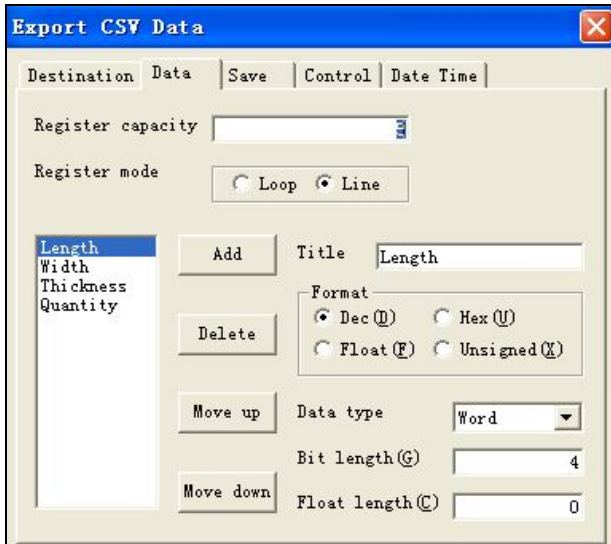 Export CSV Data
Destination Data Save Control Date Time
Register capacity 3
Register mode Loop Line
Length
Width
Thickness
Quantity
Add
Delete
Move up
Move down
Title Length
Format
Dec(D) Hex(U)
Float(F) Unsigned(X)
Data type Word
Bit length(G) 4
Float length(C) 0